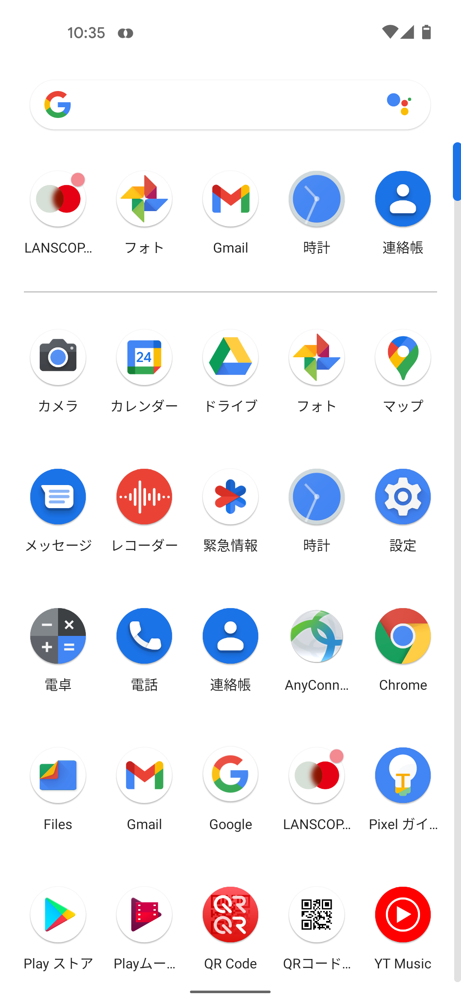 10:35
LANSCOP...
フォト
Gmail
時計
連絡帳
カメラ
24
カレンダー
ドライブ
フォト
マップ
メッセージ
レコーダー
緊急情報
時計
設定
電卓
電話
連絡帳
AnyConn...
Chrome
Files
Gmail
Google
LANSCOP...
Pixel ガイ...
Play ストア
Playムー...
QR
QR
QR Code
QRコード...
YT Music